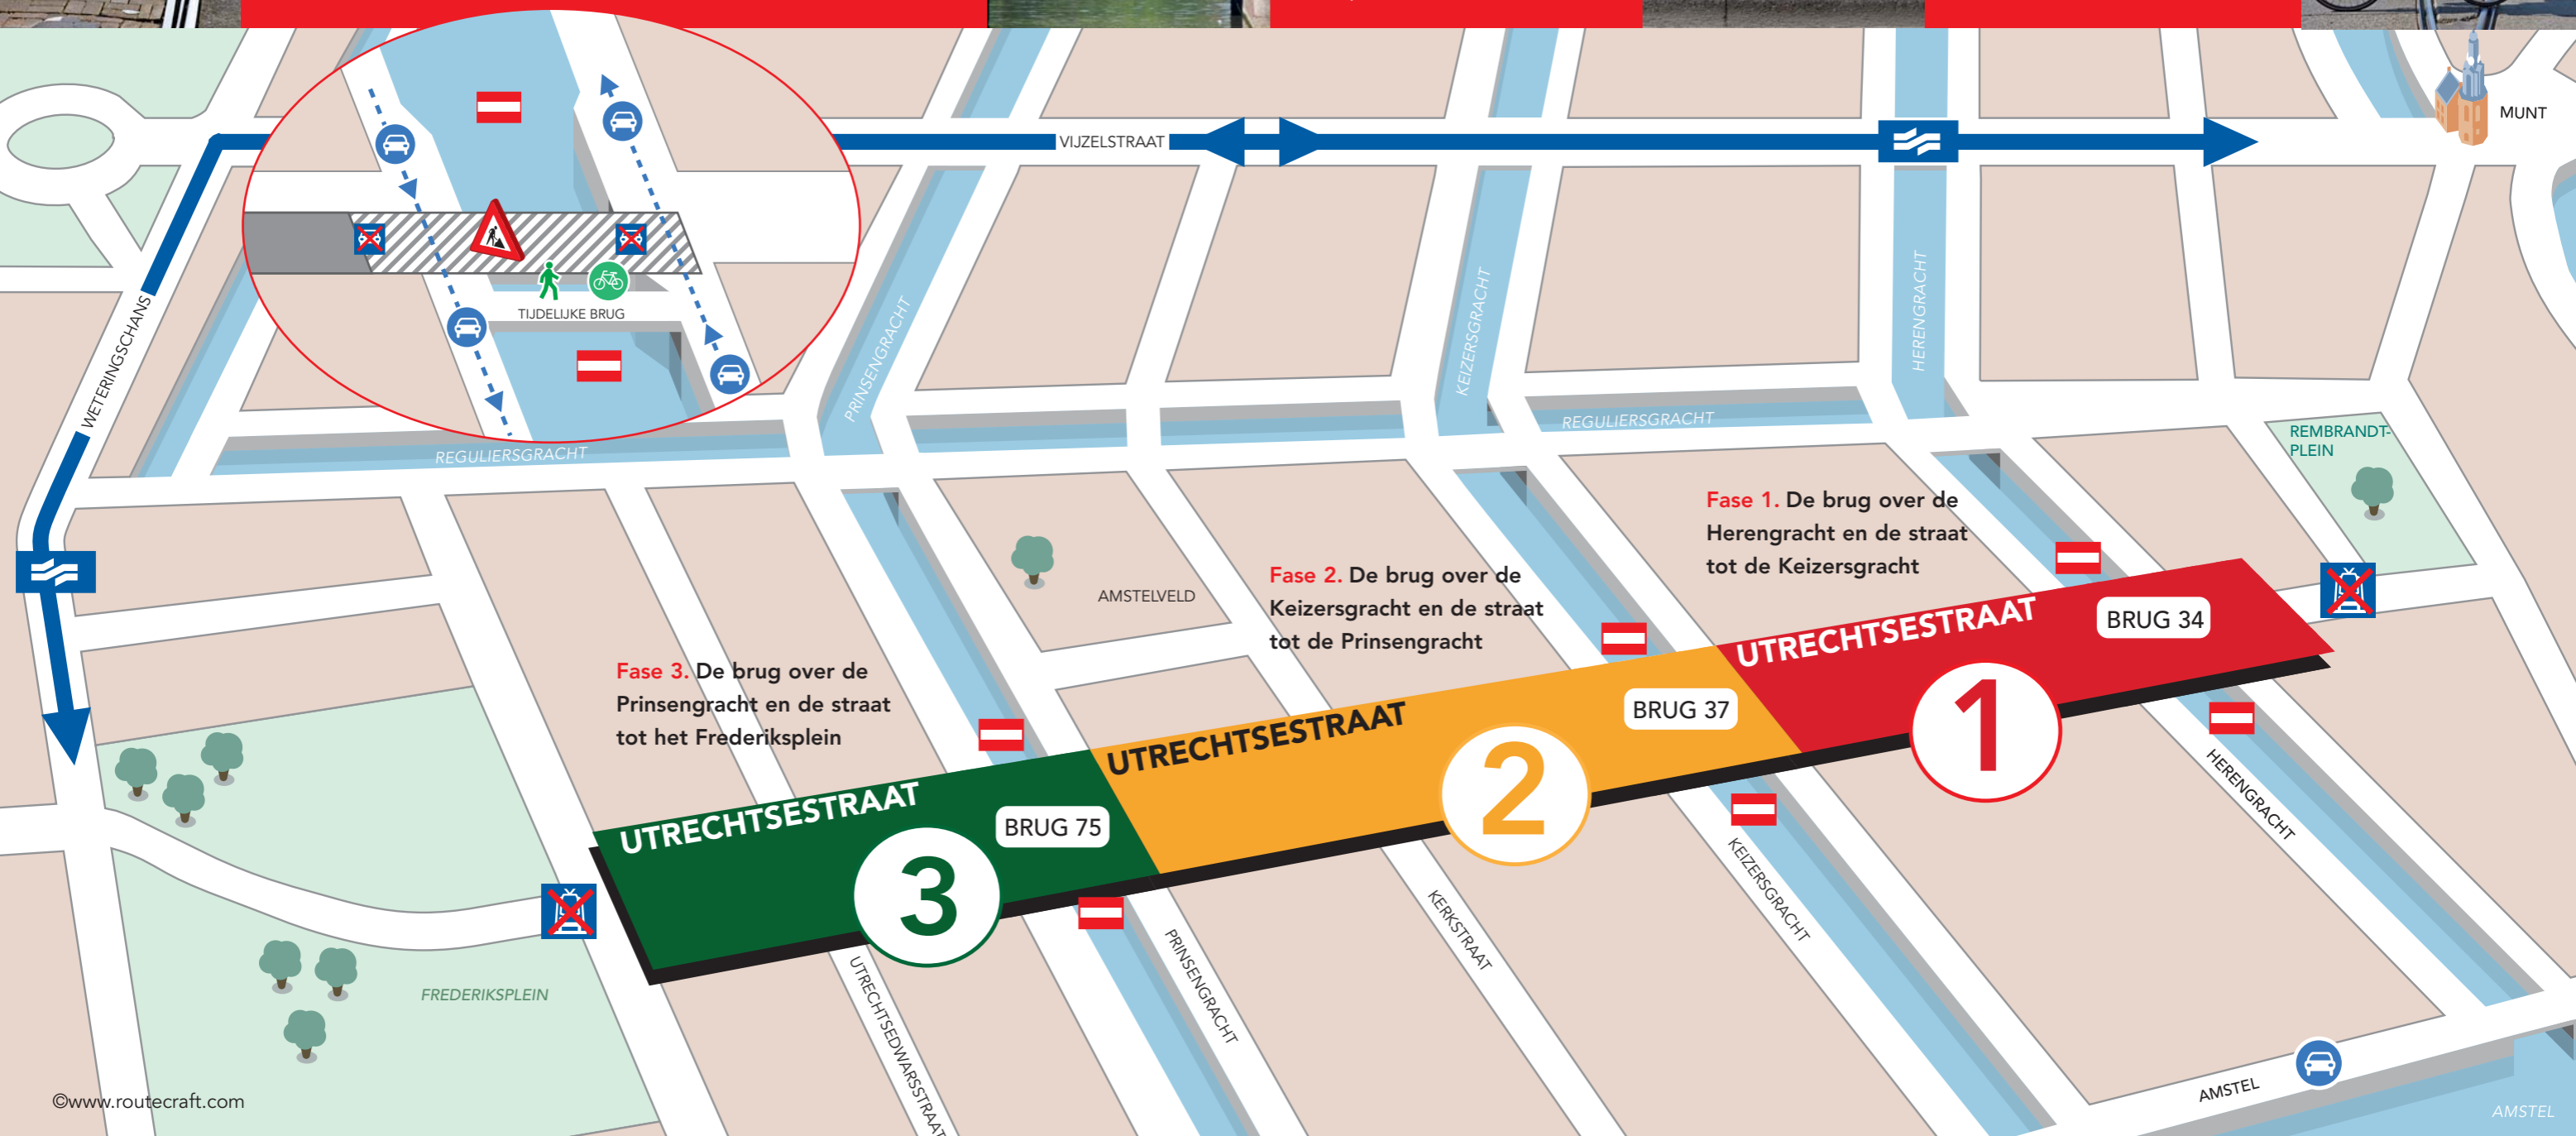 MUNT
VIJZELSTRAAT
WETERINGSCHANS
TIJDELIJKE BRUG
PRINSENGRACHT
KEIZERSGRACHT
HERENGRACHT
REGULIERSGRACHT
REGULIERSGRACHT
REMBRANDT-
PLEIN
Fase 1. De brug over de
Herengracht en de straat
tot de Keizersgracht
Fase 2. De brug over de
Keizersgracht en de straat
tot de Prinsengracht
AMSTELVELD
Fase 3. De brug over de
Prinsengracht en de straat
tot het Frederiksplein
UTRECHTSESTRAAT
BRUG 34
1
UTRECHTSESTRAAT
BRUG 37
2
UTRECHTSESTRAAT
BRUG 75
3
HERENGRACHT
KEIZERSGRACHT
KERKSTRAAT
PRINSENGRACHT
UTRECHTSEDWARSSTRAAT
FREDERIKSPLEIN
AMSTEL
AMSTEL
©www.routecraft.com